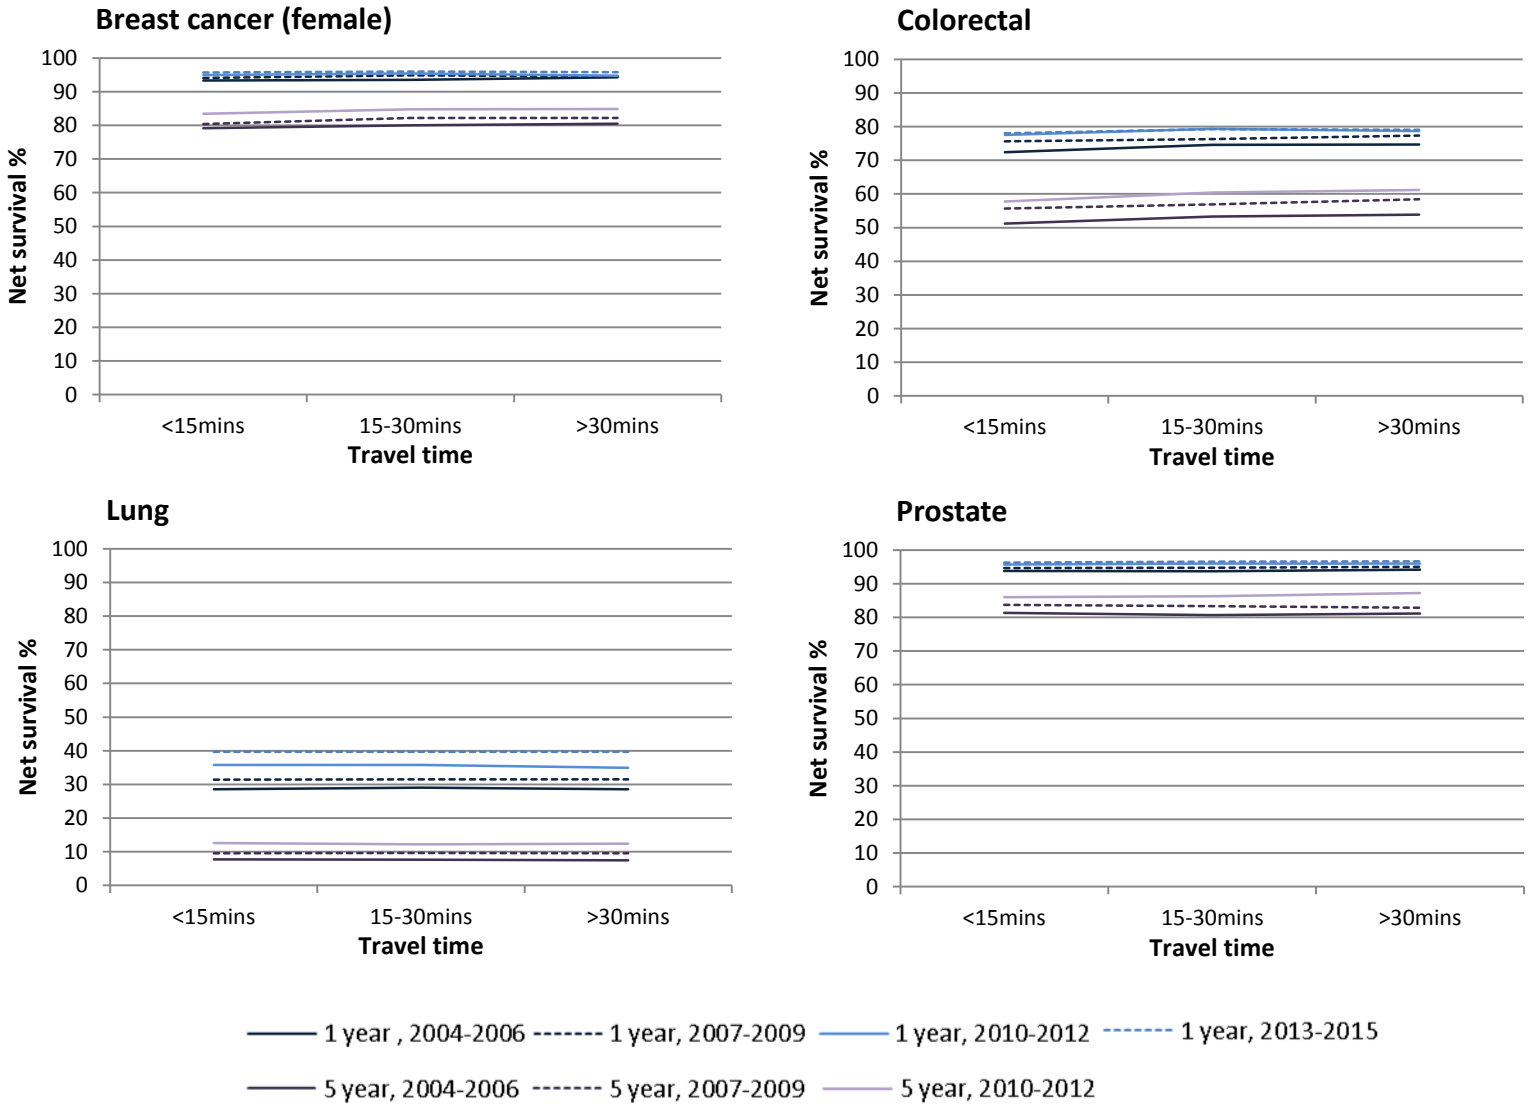 Breast cancer (female)
100
90
80
70
60
50
40
30
20
10
0
Net survival %
<15mins 15-30mins >30mins
Travel time
Colorectal
100
90
80
70
60
50
40
30
20
10
0
Net survival %
<15mins 15-30mins >30mins
Travel time
Lung
100
90
80
70
60
50
40
30
20
10
0
Net survival %
<15mins 15-30mins >30mins
Travel time
Prostate
100
90
80
70
60
50
40
30
20
10
0
Net survival %
<15mins 15-30mins >30mins
Travel time
1 year , 2004-2006 1 year, 2007-2009 1 year, 2010-2012 1 year, 2013-2015
5 year, 2004-2006 5 year, 2007-2009 5 year, 2010-2012